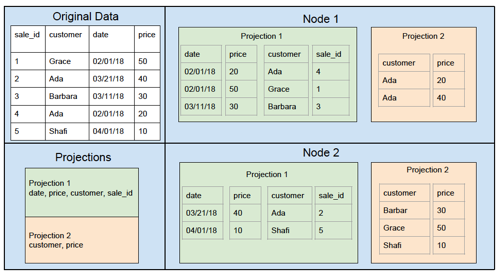 Original Data
sale_id customer date price
1 Grace 02/01/18 50
2 Ada 03/21/18 40
3 Barbara 03/11/18 30
4 Ada 02/01/18 20
5 Shafi 04/01/18 10
Node 1
Projection 1
date price customer sale_id
02/01/18 20 Ada 4
02/01/18 50 Grace 1
03/11/18 30 Barbara 3
Projection 2
customer price
Ada 20
Ada 40
Projections
Projection 1
date, price, customer, sale_id
Projection 2
customer, price
Node 2
Projection 1
date price customer sale_id
03/21/18 40 Ada 2
04/01/18 10 Shafi 5
Projection 2
customer price
Barbar 30
Grace 50
Shafi 10